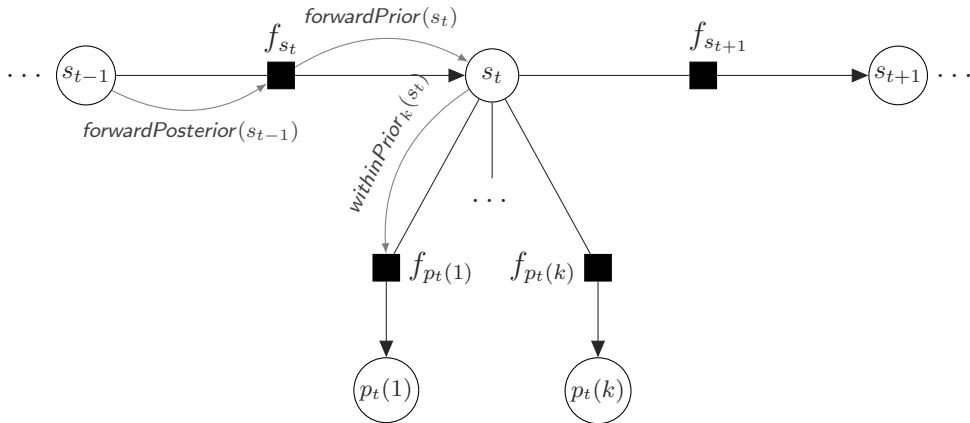 forwardPrior(s_t)
f_{s_t}
f_{s_{t+1}}
··· s_{t−1} s_t s_{t+1} ···
forwardPosterior(s_{t−1})
withinPrior_k(s_t)
···
f_{p_t(1)} f_{p_t(k)}
p_t(1) p_t(k)